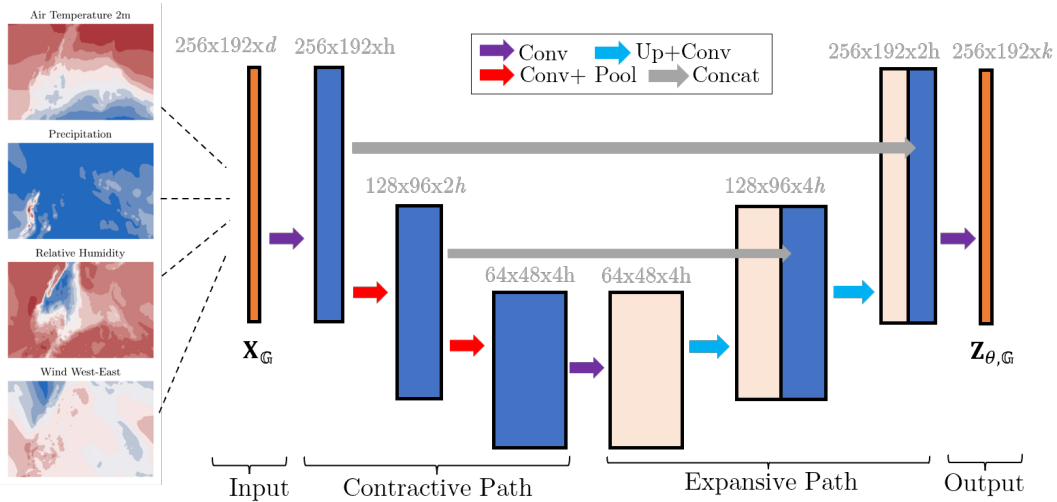 Air Temperature 2m
Precipitation
Relative Humidity
Wind West-East
256x192xd
256x192xh
Conv
Up+Conv
Conv+ Pool
Concat
256x192x2h
256x192xk
128x96x2h
128x96x4h
64x48x4h
64x48x4h
X𝔾
Zθ,𝔾
Input
Contractive Path
Expansive Path
Output